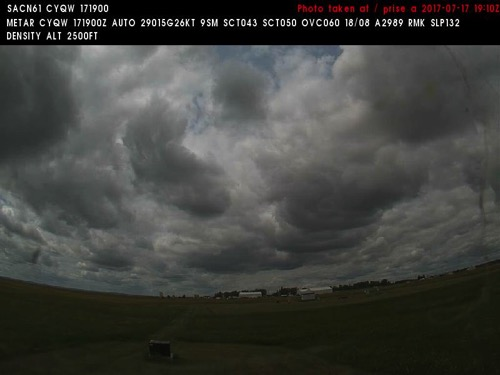 SACN61 CYQW 171900
Photo taken at / prise a 2017-07-17 19:10Z
METAR CYQW 171900Z AUTO 29015G26KT 9SM SCT043 SCT050 OVC060 18/08 A2989 RMK SLP132
DENSITY ALT 2500FT